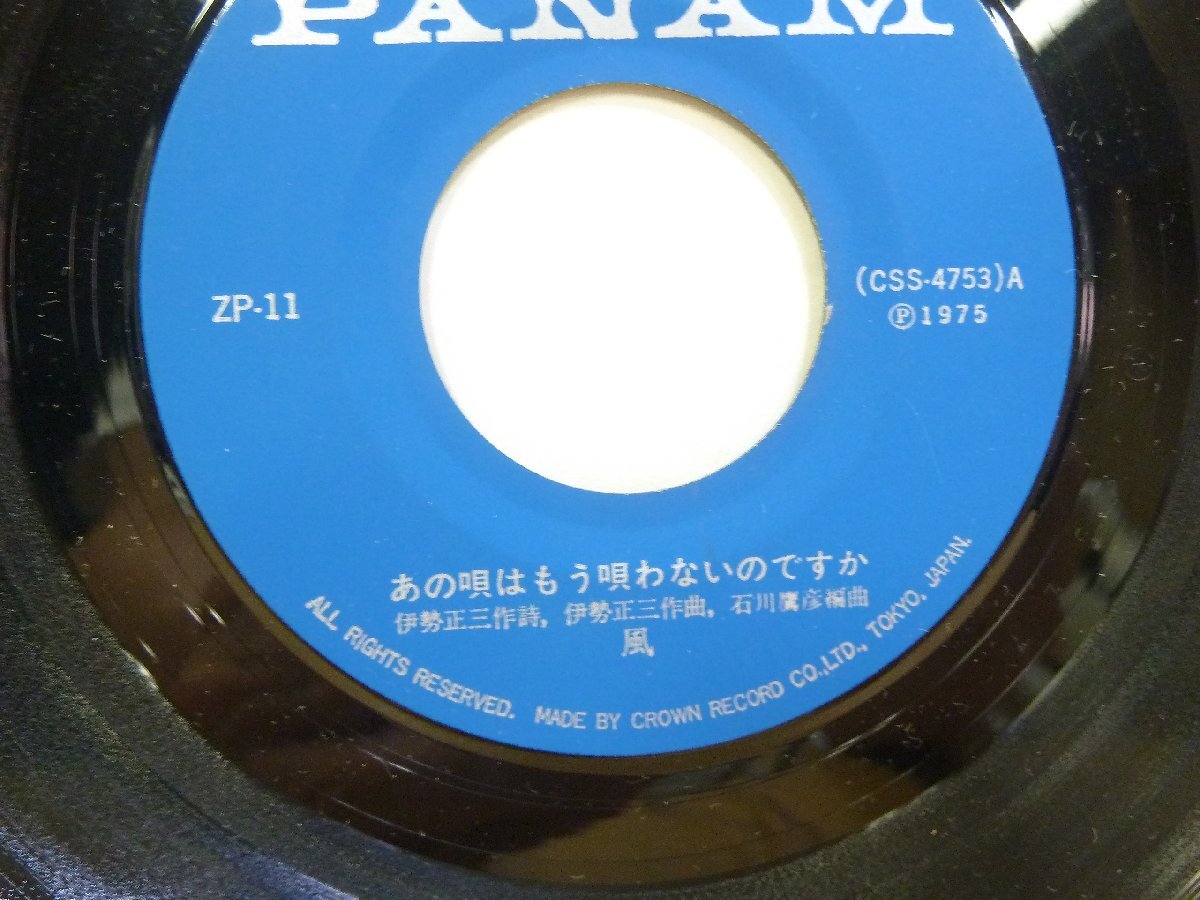 PANAM
ZP-11
(CSS-4753)A
Ⓟ1975
あの唄はもう唄わないのですか
伊勢正三作詩, 伊勢正三作曲, 石川鷹彦編曲
風
ALL RIGHTS RESERVED. MADE BY CROWN RECORD CO.,LTD., TOKYO, JAPAN.